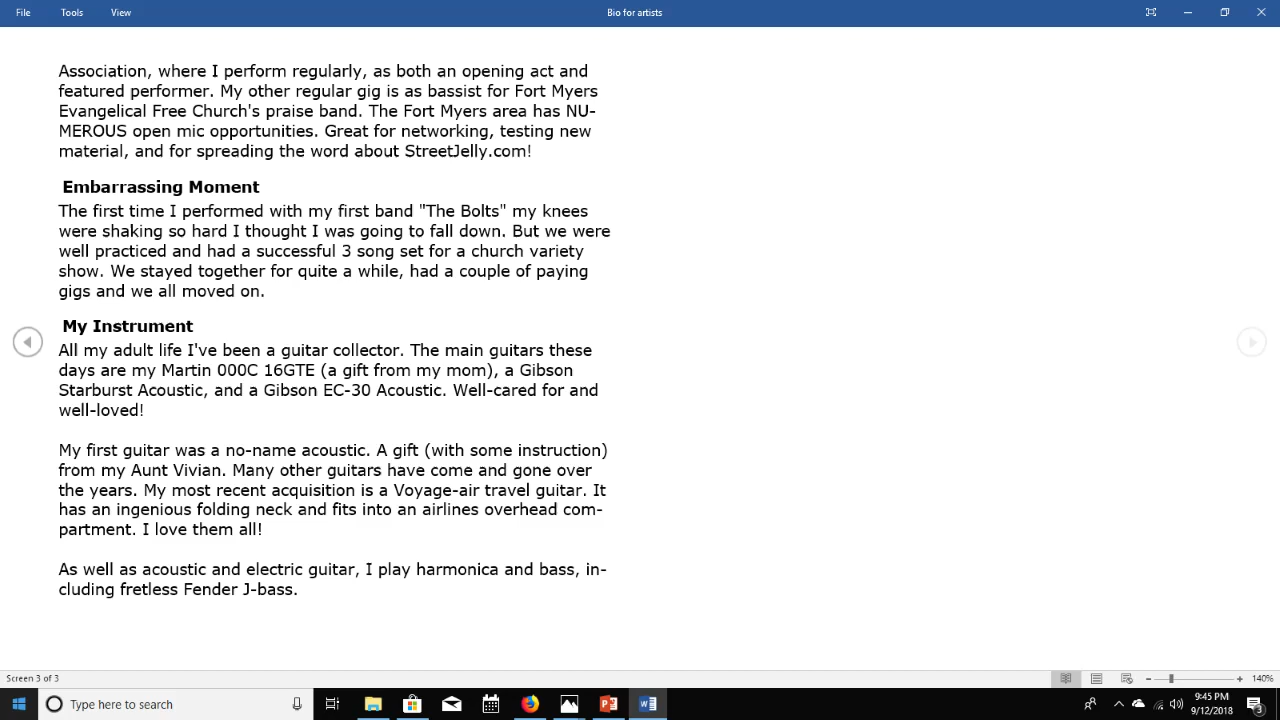 File Tools View Bio for artists
Association, where I perform regularly, as both an opening act and
featured performer. My other regular gig is as bassist for Fort Myers
Evangelical Free Church's praise band. The Fort Myers area has NU-
MEROUS open mic opportunities. Great for networking, testing new
material, and for spreading the word about StreetJelly.com!
Embarrassing Moment
The first time I performed with my first band "The Bolts" my knees
were shaking so hard I thought I was going to fall down. But we were
well practiced and had a successful 3 song set for a church variety
show. We stayed together for quite a while, had a couple of paying
gigs and we all moved on.
My Instrument
All my adult life I've been a guitar collector. The main guitars these
days are my Martin 000C 16GTE (a gift from my mom), a Gibson
Starburst Acoustic, and a Gibson EC-30 Acoustic. Well-cared for and
well-loved!
My first guitar was a no-name acoustic. A gift (with some instruction)
from my Aunt Vivian. Many other guitars have come and gone over
the years. My most recent acquisition is a Voyage-air travel guitar. It
has an ingenious folding neck and fits into an airlines overhead com-
partment. I love them all!
As well as acoustic and electric guitar, I play harmonica and bass, in-
cluding fretless Fender J-bass.
Screen 3 of 3
140%
Type here to search
9:45 PM
9/12/2018
3